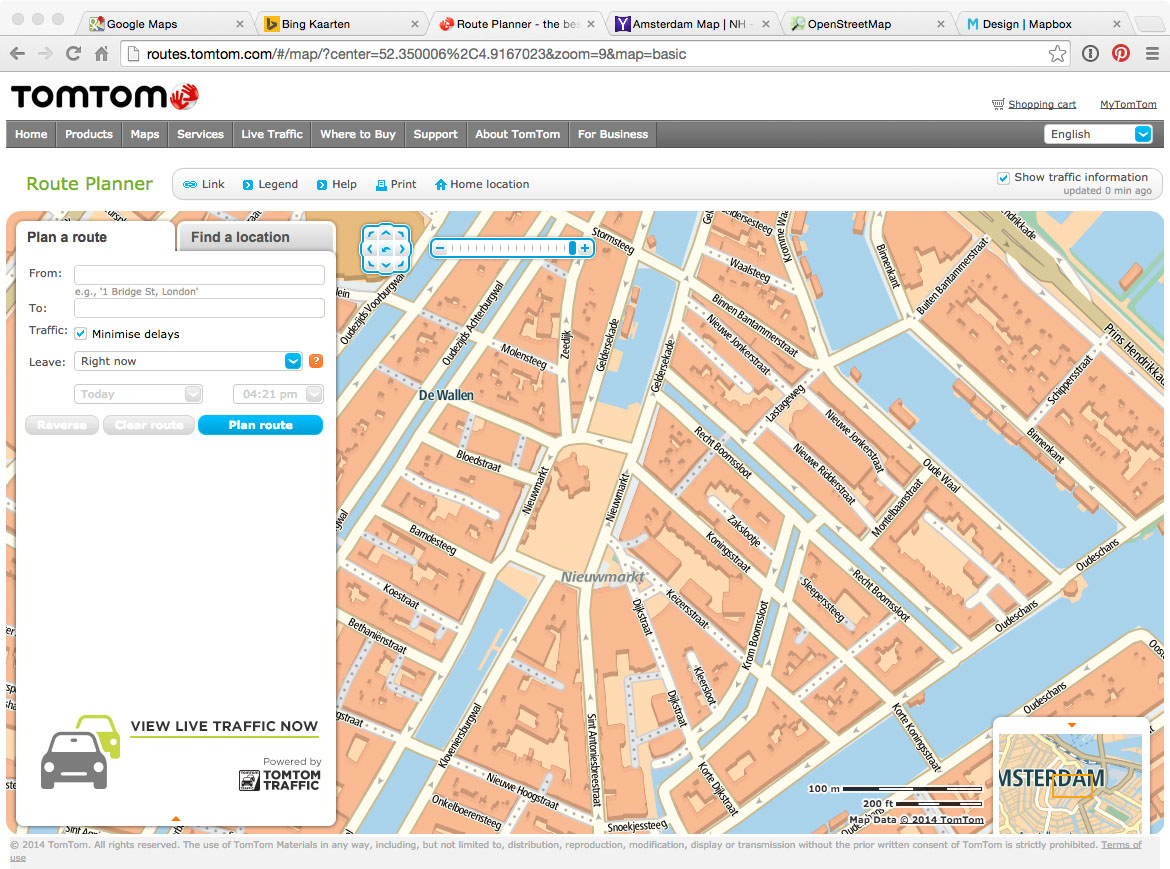 Google Maps
Bing Kaarten
Route Planner - the bes
Amsterdam Map | NH -
OpenStreetMap
Design | Mapbox
routes.tomtom.com/#/map/?center=52.350006%2C4.9167023&zoom=9&map=basic
TOMTOM
Shopping cart
MyTomTom
Home
Products
Maps
Services
Live Traffic
Where to Buy
Support
About TomTom
For Business
English
Route Planner
Link
Legend
Help
Print
Home location
Show traffic information
updated 0 min ago
Plan a route
Find a location
From:
e.g., '1 Bridge St, London'
To:
Traffic:
Minimise delays
Leave:
Right now
?
Today
04:21 pm
Reverse
Clear route
Plan route
VIEW LIVE TRAFFIC NOW
Powered by
TOMTOM
TRAFFIC
Stormsteeg
Geldersesteeg
Kromme Waa
Waalsteeg
Binnenkant
Buiten Bantammerstraat
Hendrikkade
Prins Hendrikkade
Oudezijds Voorburgwal
Oudezijds Achterburgwal
Zeedijk
Geldersekade
Geldersekade
Molensteeg
De Wallen
Binnen Bantammerstraat
Nieuwe Jonkerstraat
Lastageweg
Nieuwe Jonkerstraat
Nieuwe Ridderstraat
Schippersstraat
Binnenkant
Recht Boomssloot
Oude Waal
Montelbaanstraat
Bloedstraat
Nieuwmarkt
Nieuwmarkt
Zakslootje
Koningsstraat
Barndesteeg
Nieuwmarkt
Koestraat
Bethaniënstraat
Dijkstraat
Keizersstraat
Krom Boomssloot
Sleperssteeg
Recht Boomssloot
Oudeschans
Oudeschans
Oudeschans
Kleersloot
Dijkstraat
Kloveniersburgwal
Sint Antoniesbreestraat
Korte Dijkstraat
Korte Koningsstraat
Nieuwe Hoogstraat
Onkelboerensteeg
Snoekjessteeg
MSTERDAM
100 m
200 ft
Map Data © 2014 TomTom
© 2014 TomTom. All rights reserved. The use of TomTom Materials in any way, including, but not limited to, distribution, reproduction, modification, display or transmission without the prior written consent of TomTom is strictly prohibited. Terms of
use